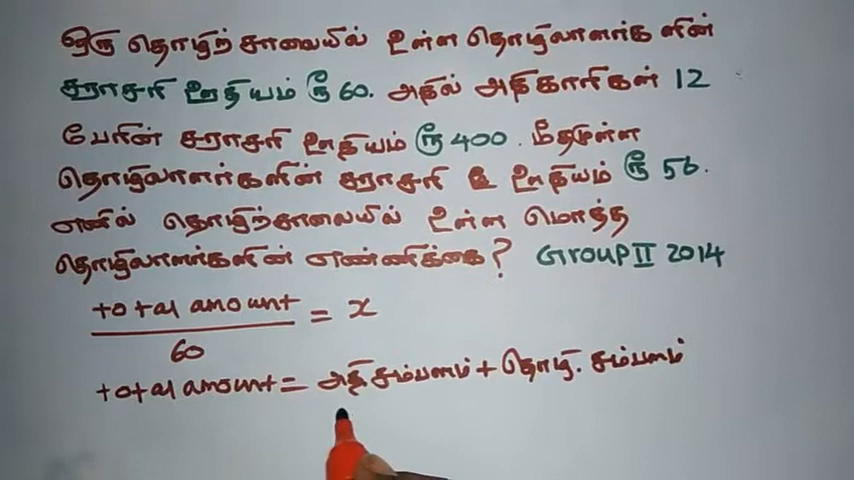 ஒரு தொழிற் சாலையில் உள்ள தொழிலாளர்க ளின்
சராசரி ஊதியம் ரூ 60. அதில் அதிகாரிகள் 12
பேரின் சராசரி ஊதியம் ரூ 400. மீதமுள்ள
தொழிலாளர்களின் சராசரி ஊதியம் ரூ 56.
எனில் தொழிற்சாலையில் உள்ள மொத்த
தொழிலாளர்களின் எண்ணிக்கை? GROUP II 2014
total amount / 60 = x
total amount = அதி சம்பளம் + தொழி. சம்பளம்